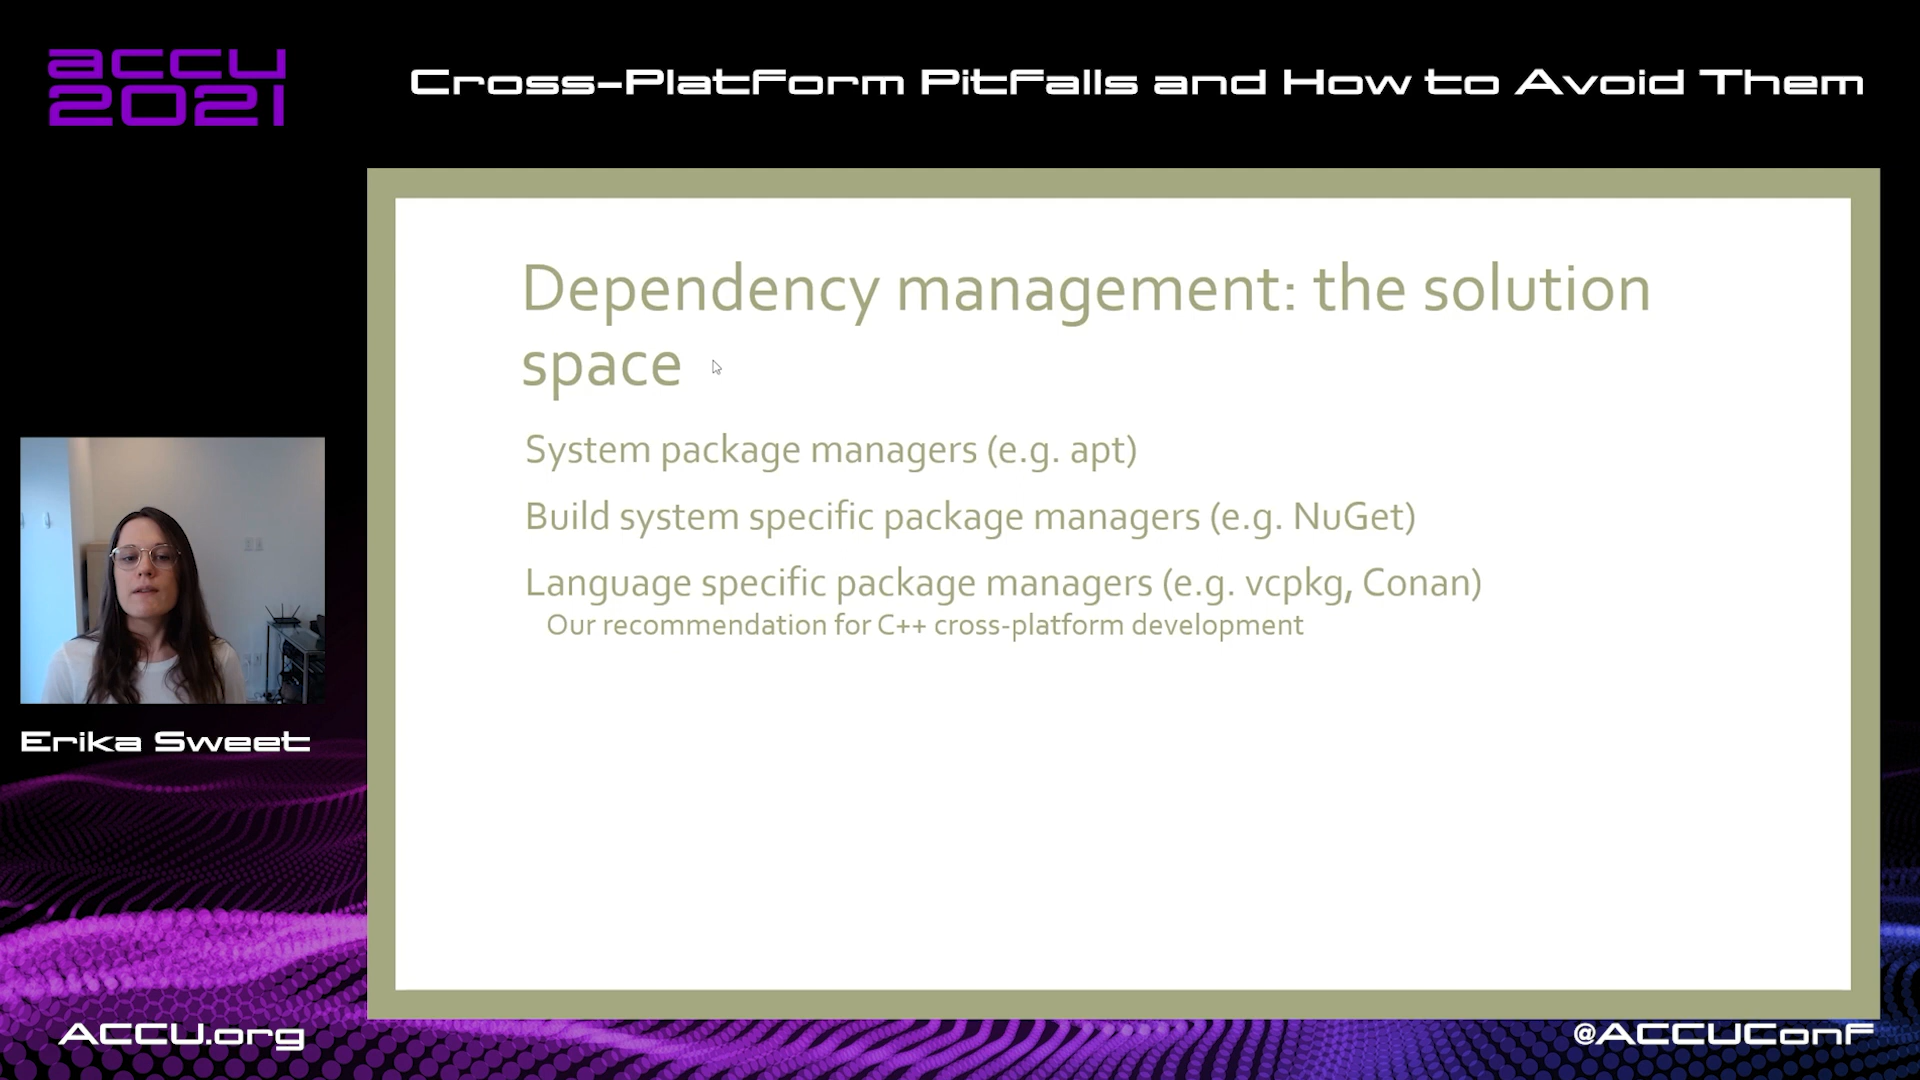 accu
2021
Cross-Platform Pitfalls and How to Avoid Them
Dependency management: the solution
space
System package managers (e.g. apt)
Build system specific package managers (e.g. NuGet)
Language specific package managers (e.g. vcpkg, Conan)
Our recommendation for C++ cross-platform development
Erika Sweet
ACCU.org
@ACCUConf